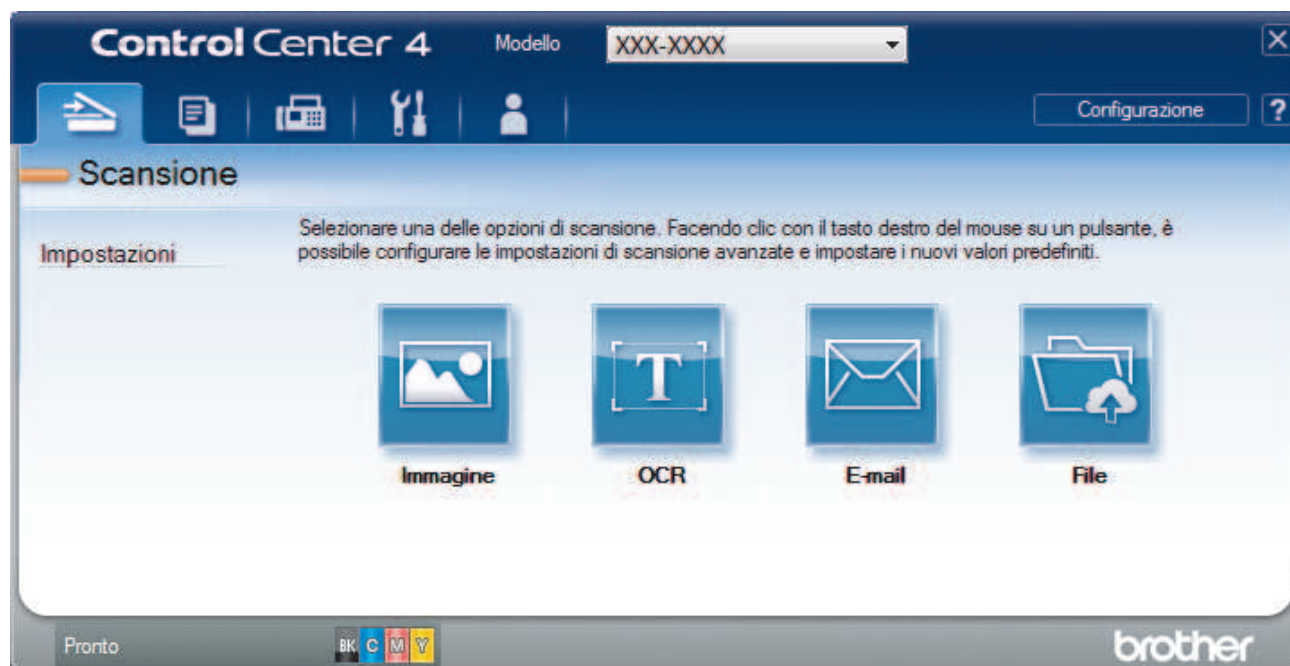 Control Center 4 Modello XXX-XXXX
Configurazione ?
Scansione
Impostazioni
Selezionare una delle opzioni di scansione. Facendo clic con il tasto destro del mouse su un pulsante, è
possibile configurare le impostazioni di scansione avanzate e impostare i nuovi valori predefiniti.
T
Immagine OCR E-mail File
Pronto BK C M Y brother